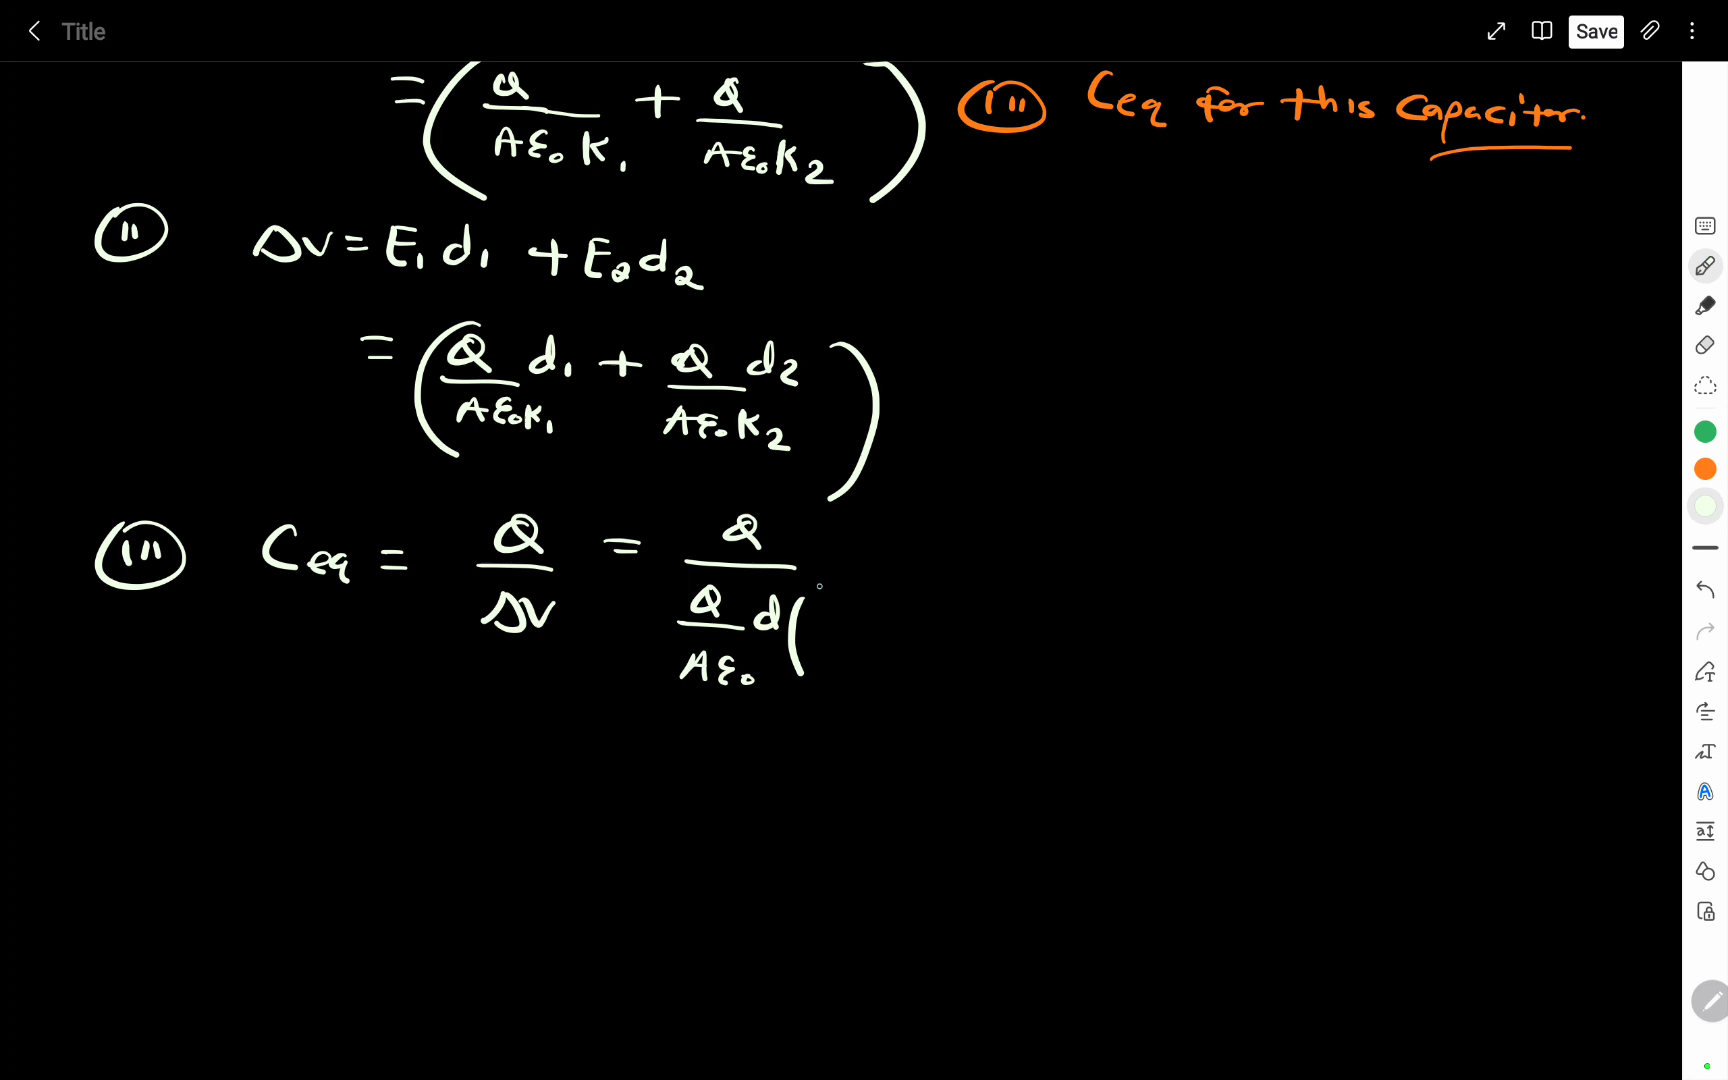 Title
Save
= ( Q/(Aε₀K₁) + Q/(Aε₀K₂) )
(III) Ceq for this Capacitor.
(II) ΔV = E₁d₁ + E₂d₂
= ( Q/(Aε₀K₁) d₁ + Q/(Aε₀K₂) d₂ )
(III) Ceq = Q/ΔV = Q/( Q/(Aε₀) d (